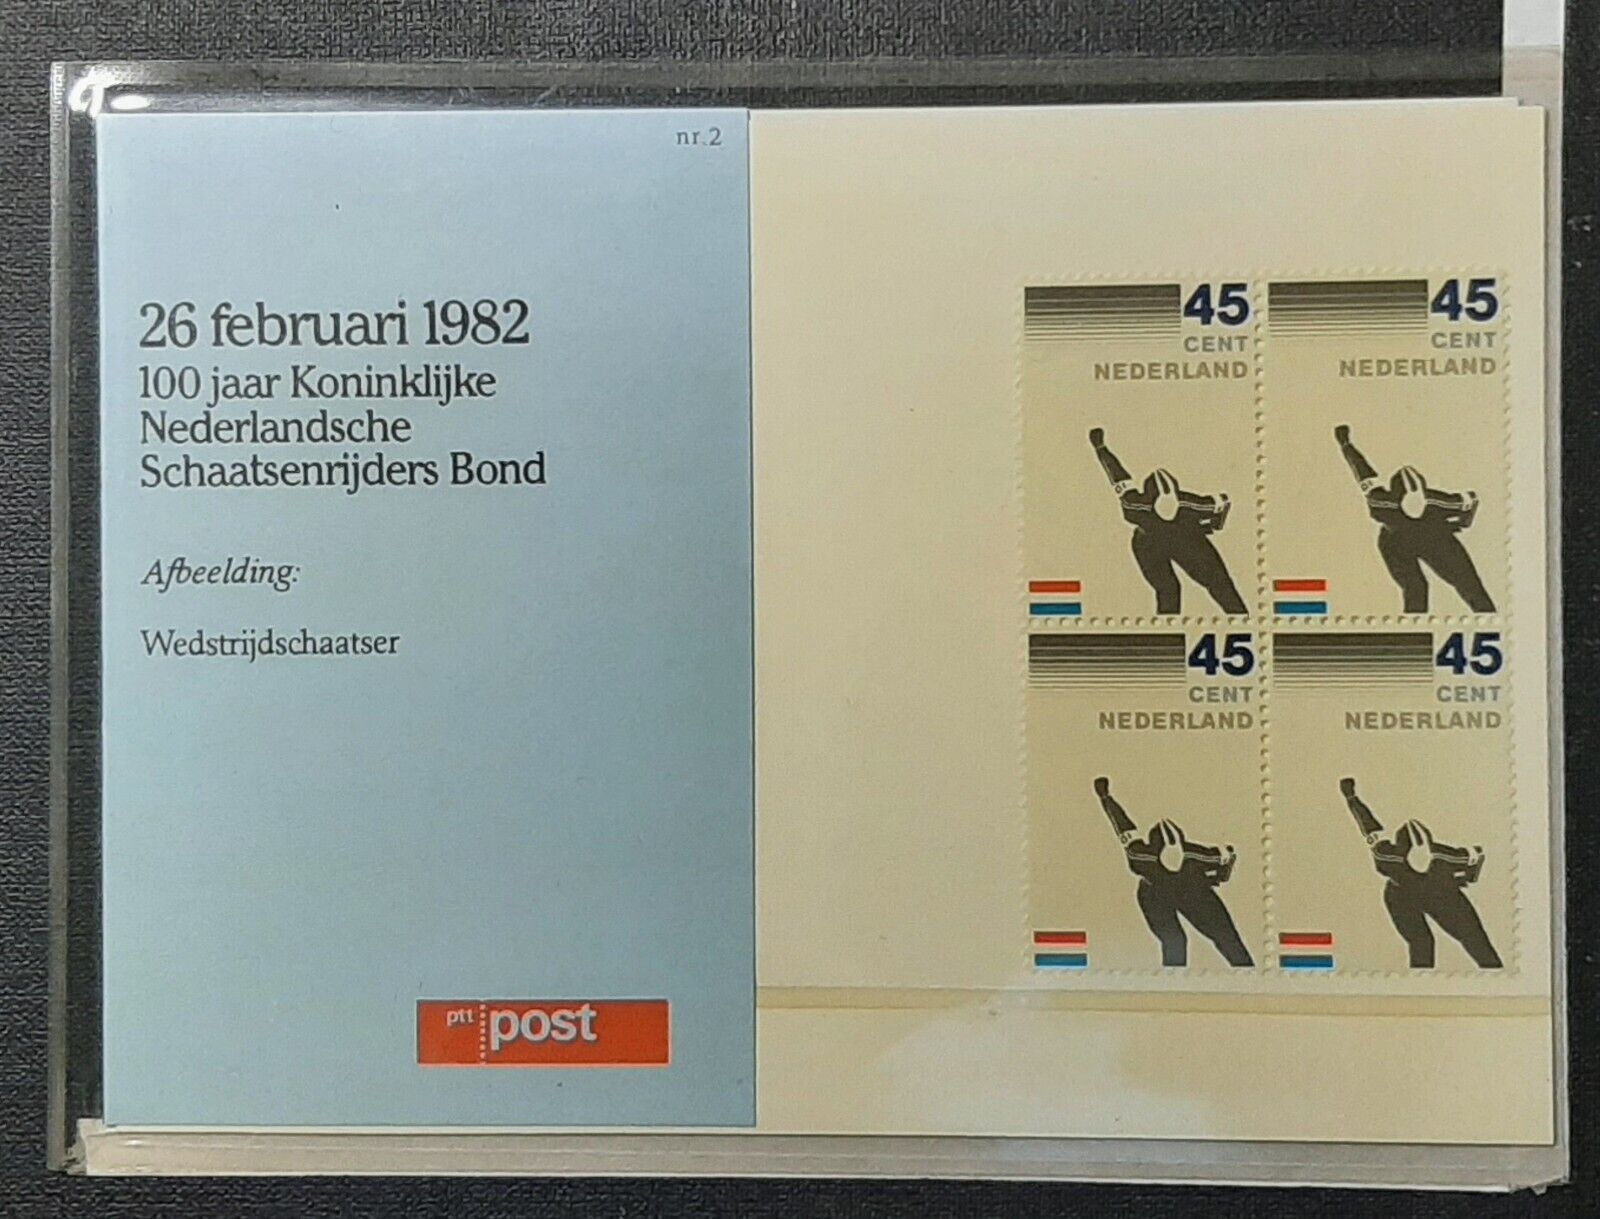 nr. 2
26 februari 1982
100 jaar Koninklijke
Nederlandsche
Schaatsenrijders Bond
Afbeelding:
Wedstrijdschaatser
ptt post
45
CENT
NEDERLAND
45
CENT
NEDERLAND
45
CENT
NEDERLAND
45
CENT
NEDERLAND